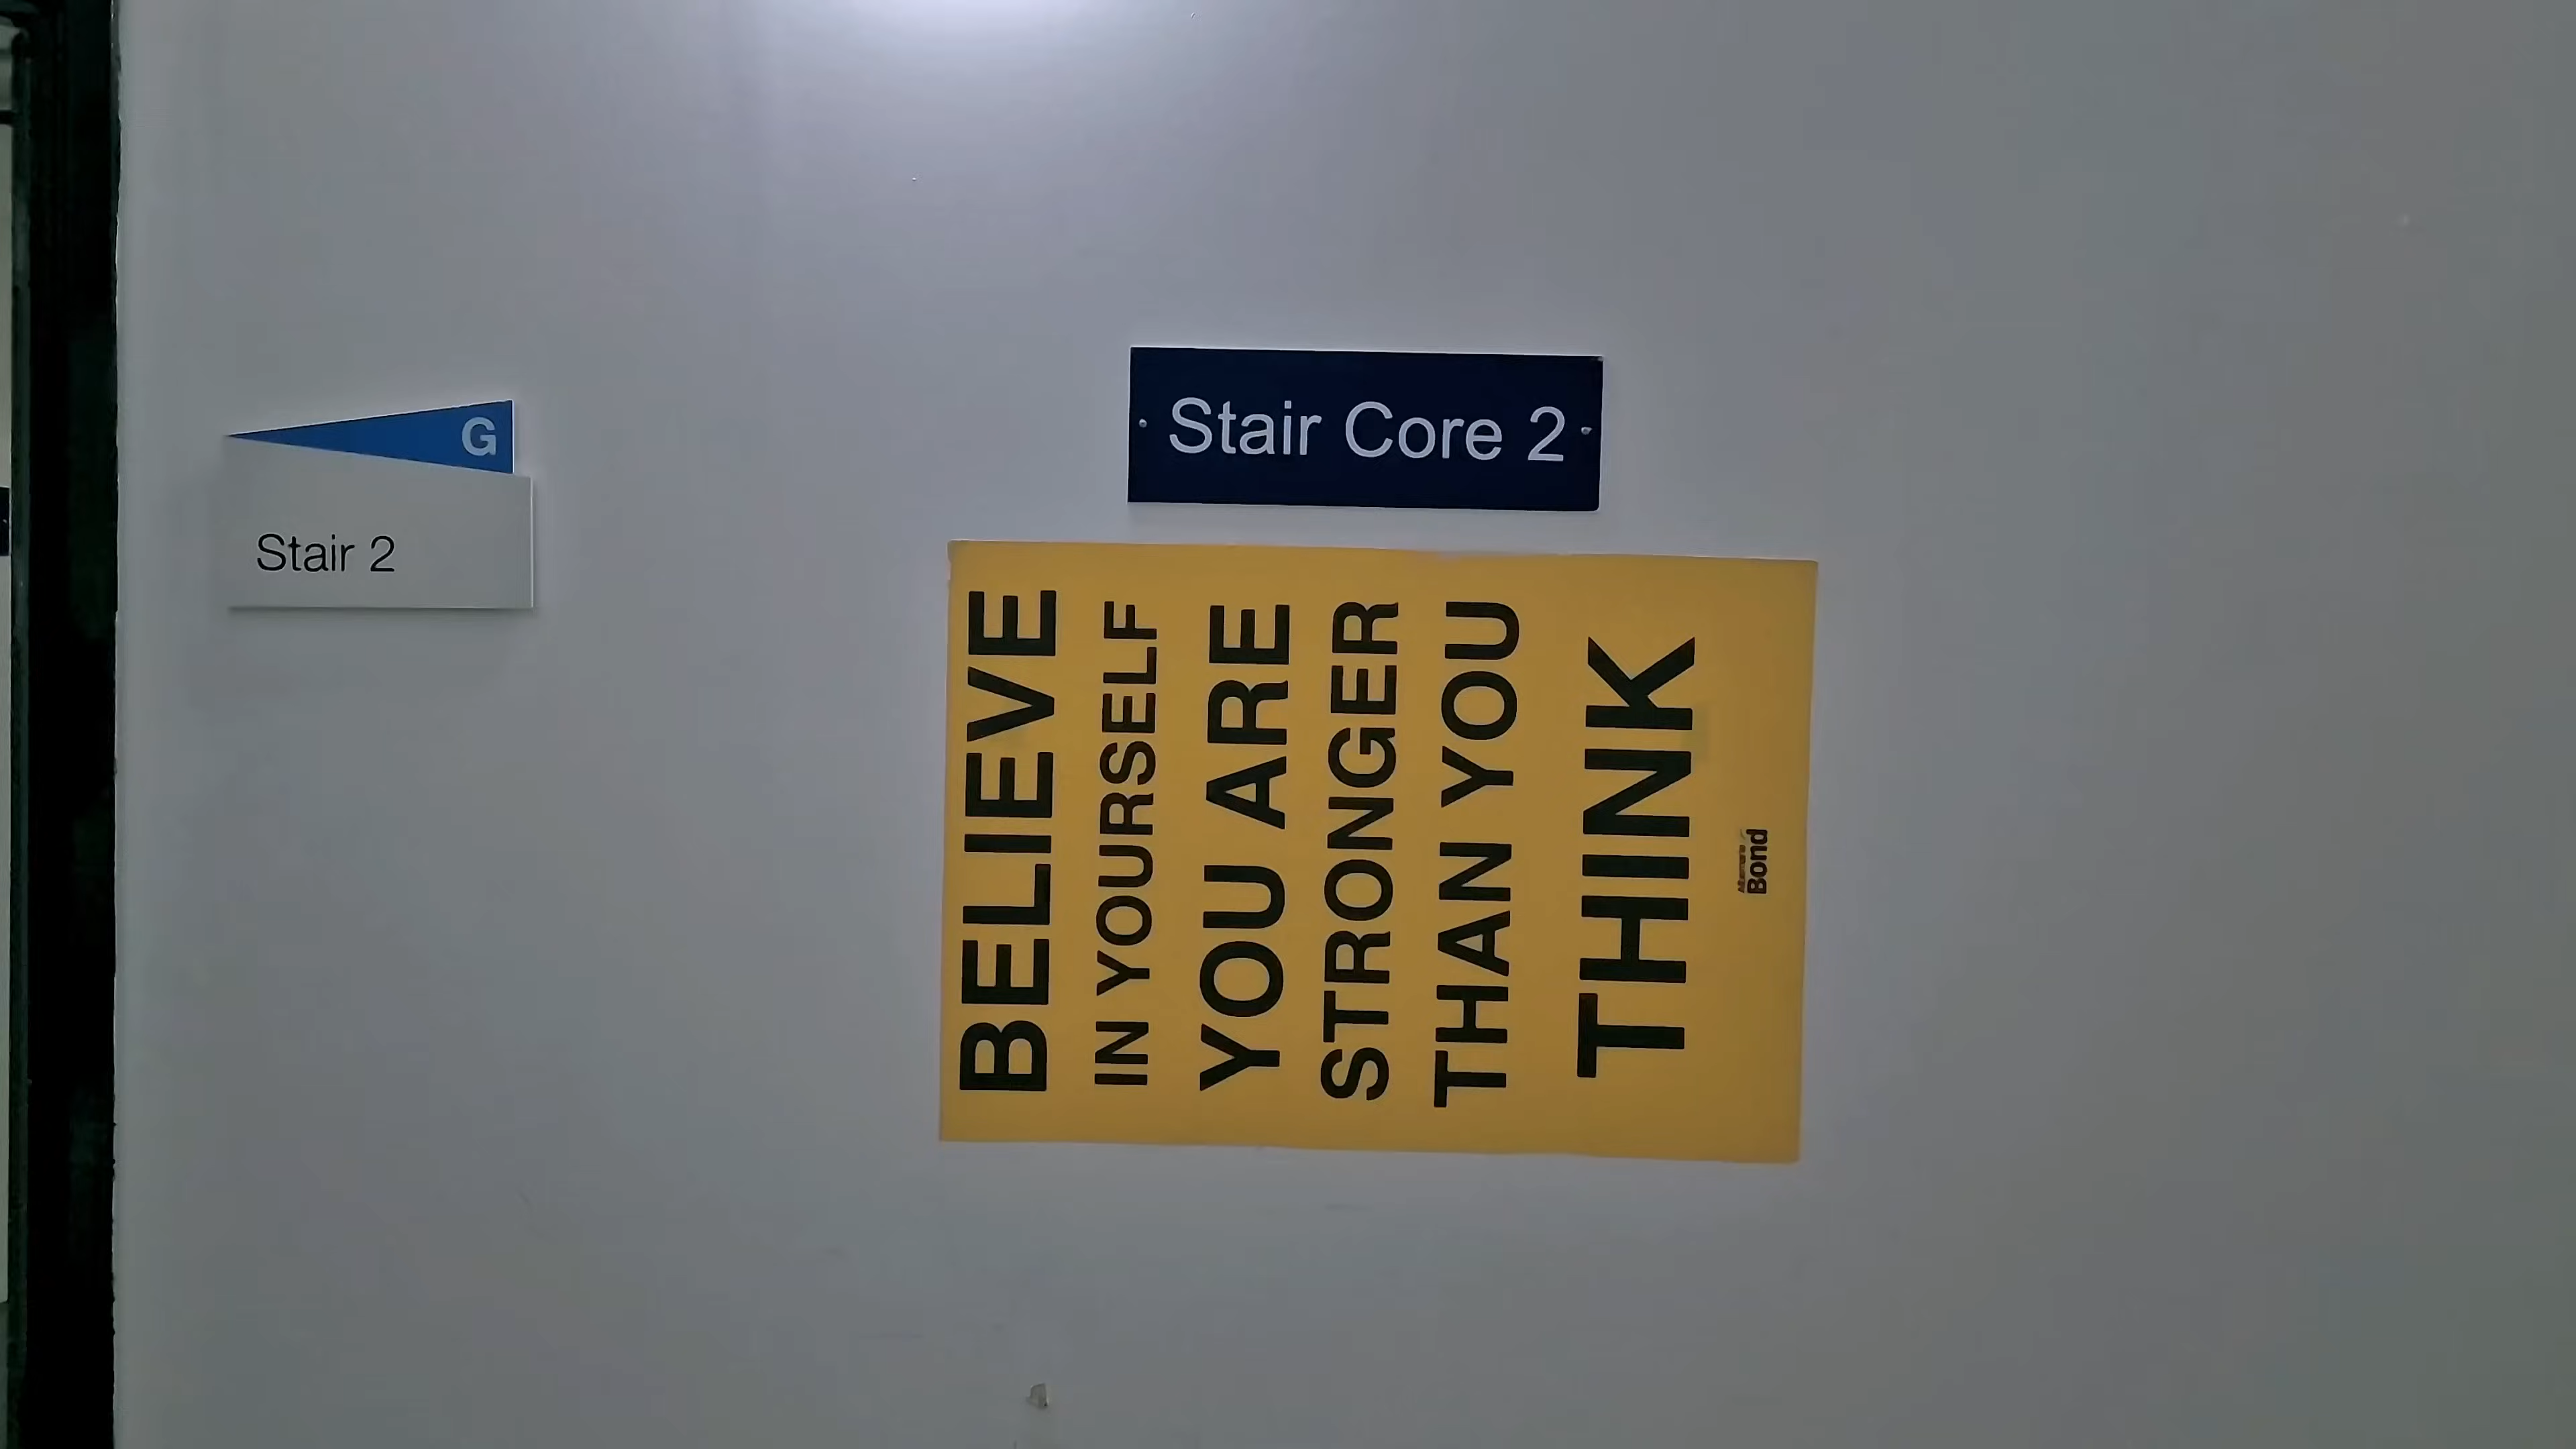 G
Stair 2
Stair Core 2
BELIEVE
IN YOURSELF
YOU ARE
STRONGER
THAN YOU
THINK
Bond